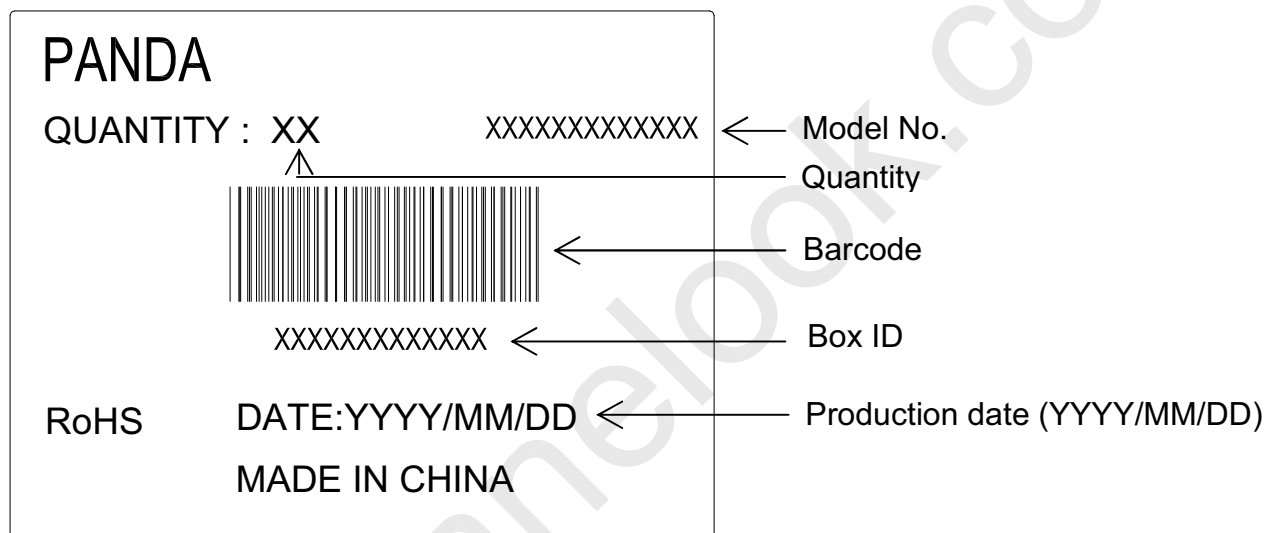 PANDA
QUANTITY : XX XXXXXXXXXXXXX Model No.
Quantity
Barcode
XXXXXXXXXXXXX Box ID
RoHS DATE:YYYY/MM/DD Production date (YYYY/MM/DD)
MADE IN CHINA